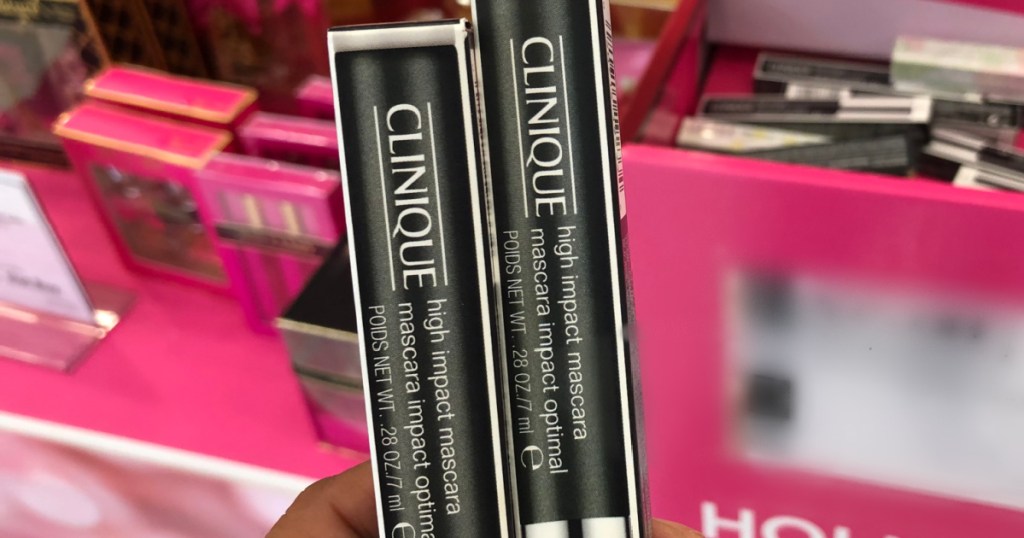 CLINIQUE
high impact mascara
mascara impact optima
POIDS NET WT. .28 OZ./7 ml e
CLINIQUE
high impact mascara
mascara impact optimal
POIDS NET WT. .28 OZ./7 ml e